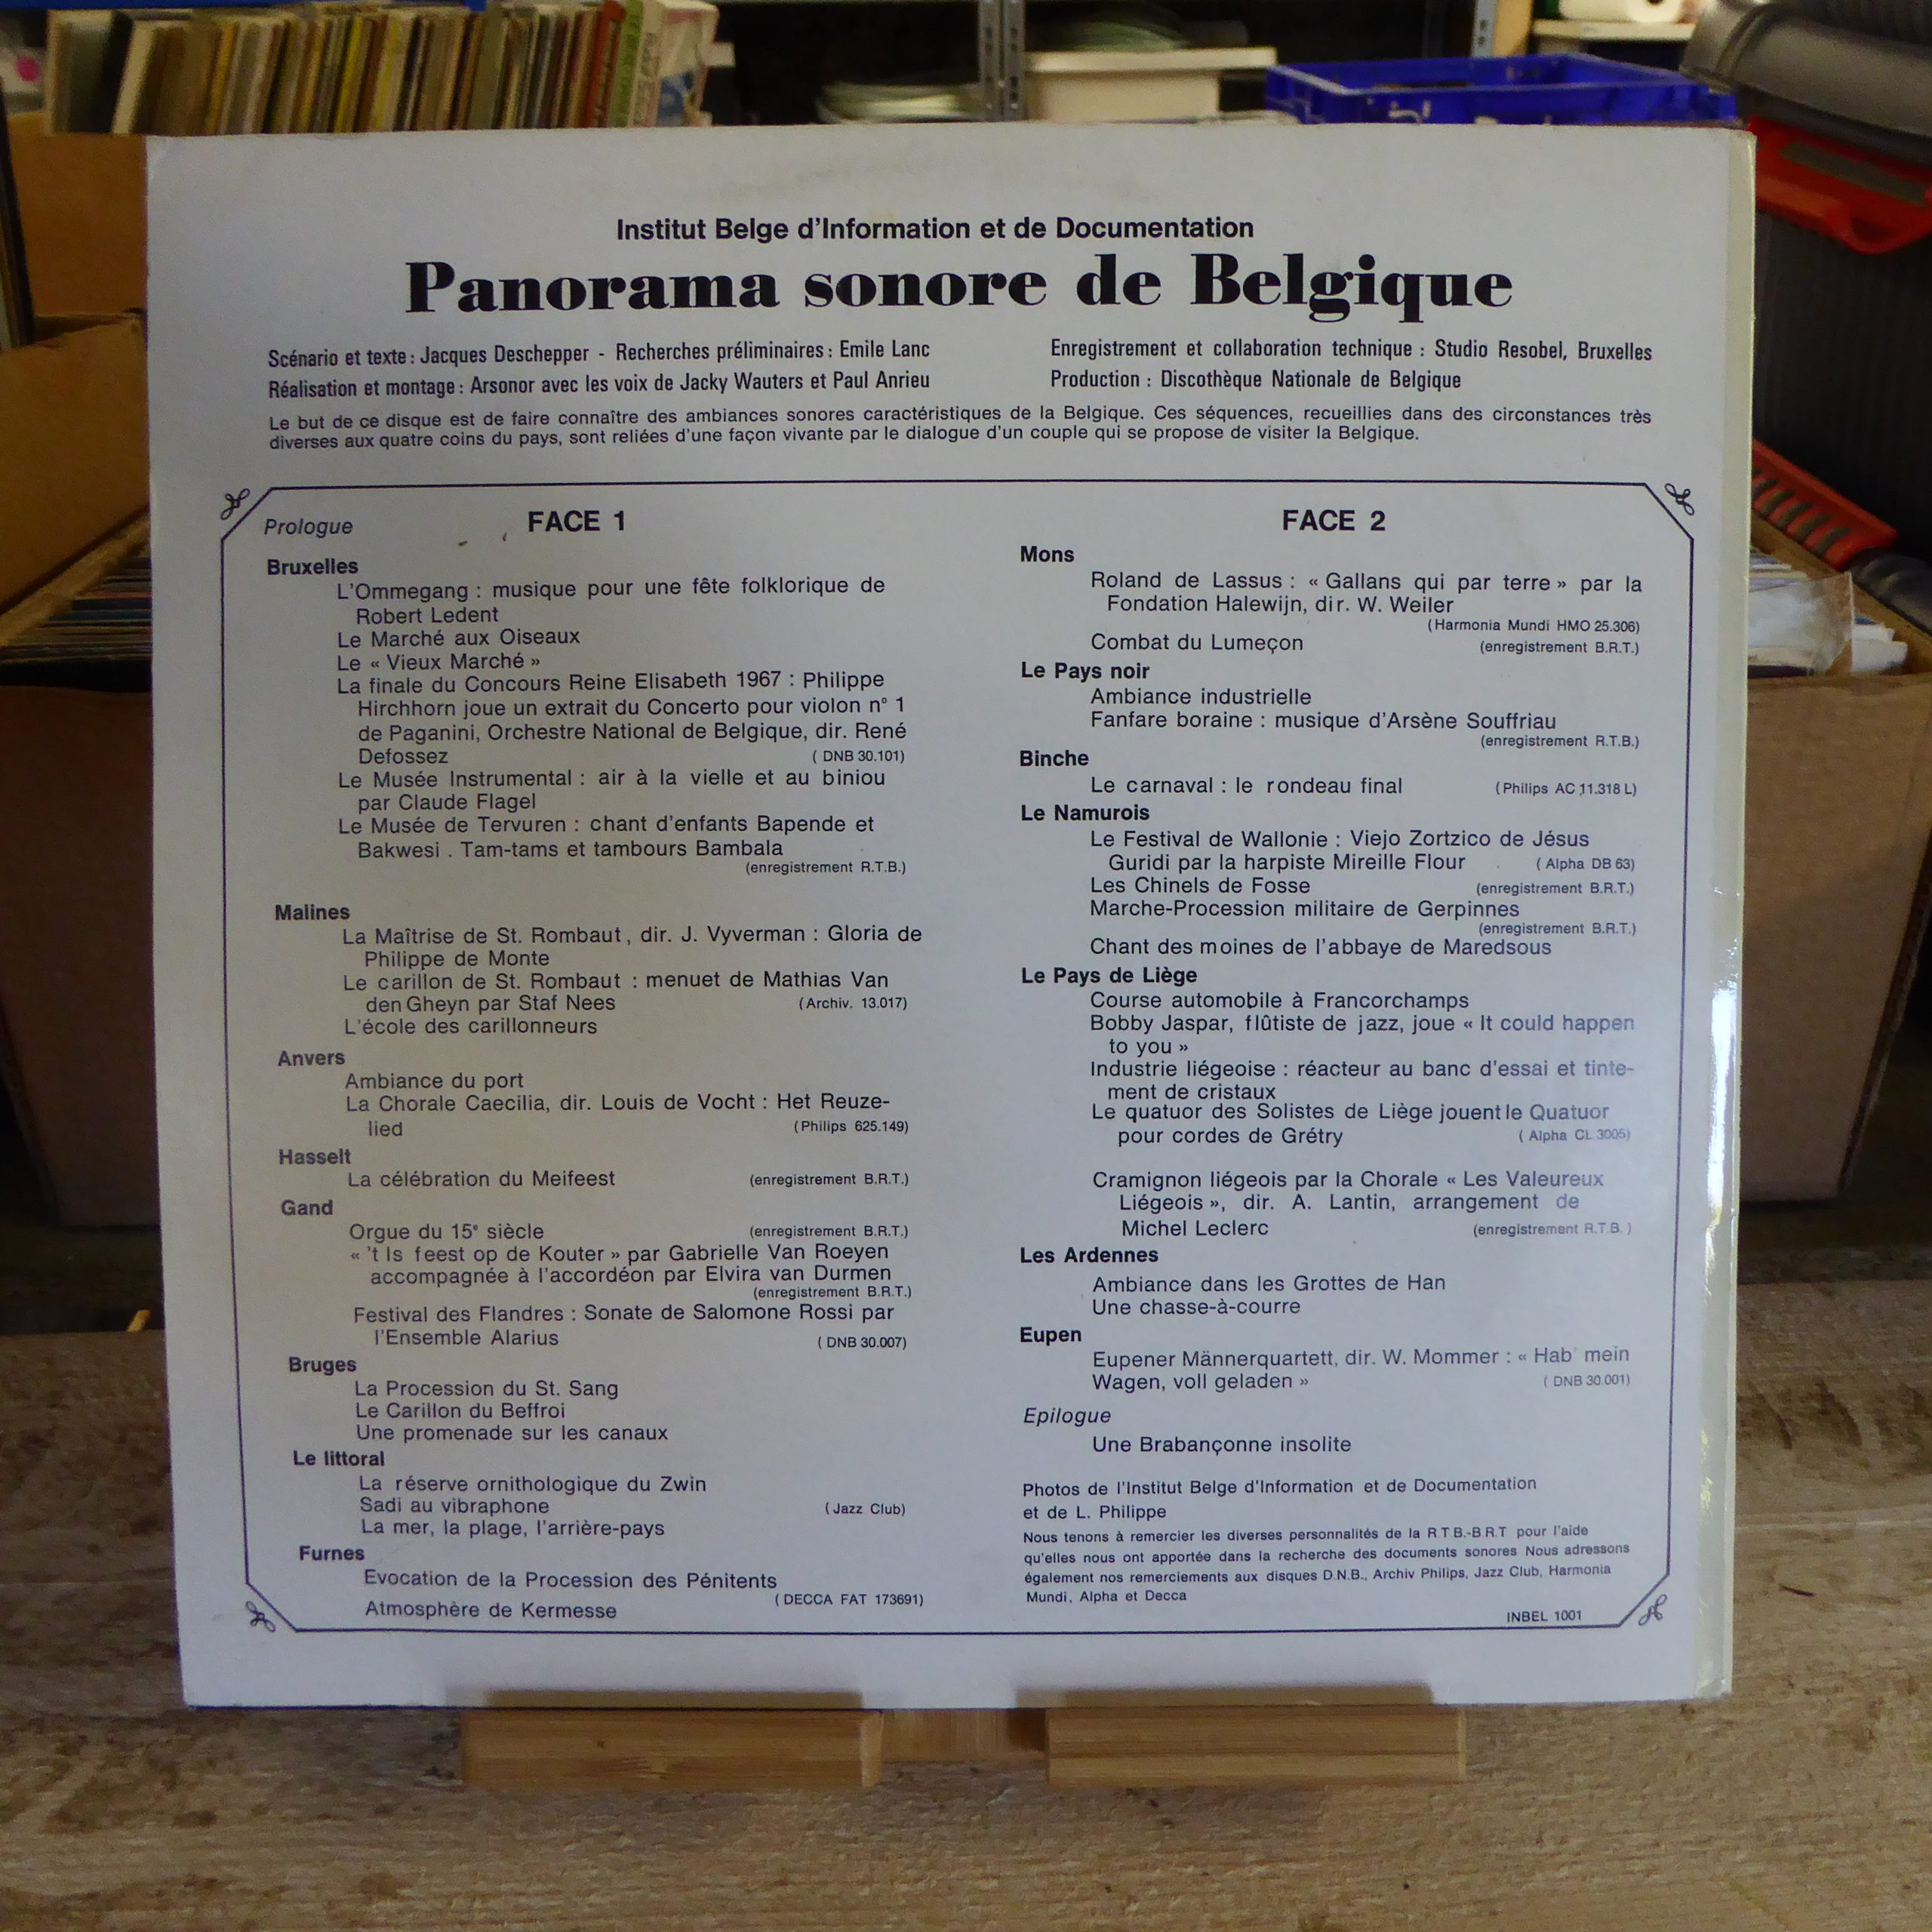 Institut Belge d'Information et de Documentation
Panorama sonore de Belgique
Scénario et texte : Jacques Deschepper - Recherches préliminaires : Emile Lanc
Réalisation et montage : Arsonor avec les voix de Jacky Wauters et Paul Anrieu
Enregistrement et collaboration technique : Studio Resobel, Bruxelles
Production : Discothèque Nationale de Belgique
Le but de ce disque est de faire connaître des ambiances sonores caractéristiques de la Belgique. Ces séquences, recueillies dans des circonstances très
diverses aux quatre coins du pays, sont reliées d'une façon vivante par le dialogue d'un couple qui se propose de visiter la Belgique.
Prologue
FACE 1
Bruxelles
L'Ommegang : musique pour une fête folklorique de
Robert Ledent
Le Marché aux Oiseaux
Le « Vieux Marché »
La finale du Concours Reine Elisabeth 1967 : Philippe
Hirchhorn joue un extrait du Concerto pour violon n° 1
de Paganini, Orchestre National de Belgique, dir. René
Defossez ( DNB 30.101)
Le Musée Instrumental : air à la vielle et au biniou
par Claude Flagel
Le Musée de Tervuren : chant d'enfants Bapende et
Bakwesi . Tam-tams et tambours Bambala
(enregistrement R.T.B.)
Malines
La Maîtrise de St. Rombaut, dir. J. Vyverman : Gloria de
Philippe de Monte
Le carillon de St. Rombaut : menuet de Mathias Van
den Gheyn par Staf Nees (Archiv. 13.017)
L'école des carillonneurs
Anvers
Ambiance du port
La Chorale Caecilia, dir. Louis de Vocht : Het Reuze-
lied (Philips 625.149)
Hasselt
La célébration du Meifeest (enregistrement B.R.T.)
Gand
Orgue du 15e siècle (enregistrement B.R.T.)
« 't Is feest op de Kouter » par Gabrielle Van Roeyen
accompagnée à l'accordéon par Elvira van Durmen
(enregistrement B.R.T.)
Festival des Flandres : Sonate de Salomone Rossi par
l'Ensemble Alarius ( DNB 30.007)
Bruges
La Procession du St. Sang
Le Carillon du Beffroi
Une promenade sur les canaux
Le littoral
La réserve ornithologique du Zwin
Sadi au vibraphone (Jazz Club)
La mer, la plage, l'arrière-pays
Furnes
Evocation de la Procession des Pénitents
(DECCA FAT 173691)
Atmosphère de Kermesse
FACE 2
Mons
Roland de Lassus : « Gallans qui par terre » par la
Fondation Halewijn, dir. W. Weiler
(Harmonia Mundi HMO 25.306)
Combat du Lumeçon (enregistrement B.R.T.)
Le Pays noir
Ambiance industrielle
Fanfare boraine : musique d'Arsène Souffriau
(enregistrement R.T.B.)
Binche
Le carnaval : le rondeau final (Philips AC 11.318 L)
Le Namurois
Le Festival de Wallonie : Viejo Zortzico de Jésus
Guridi par la harpiste Mireille Flour ( Alpha DB 63)
Les Chinels de Fosse (enregistrement B.R.T.)
Marche-Procession militaire de Gerpinnes
(enregistrement B.R.T.)
Chant des moines de l'abbaye de Maredsous
Le Pays de Liège
Course automobile à Francorchamps
Bobby Jaspar, flûtiste de jazz, joue « It could happen
to you »
Industrie liégeoise : réacteur au banc d'essai et tinte-
ment de cristaux
Le quatuor des Solistes de Liège jouent le Quatuor
pour cordes de Grétry ( Alpha CL 3005)
Cramignon liégeois par la Chorale « Les Valeureux
Liégeois », dir. A. Lantin, arrangement de
Michel Leclerc (enregistrement R.T.B. )
Les Ardennes
Ambiance dans les Grottes de Han
Une chasse-à-courre
Eupen
Eupener Männerquartett, dir. W. Mommer : « Hab' mein
Wagen, voll geladen » ( DNB 30.001)
Epilogue
Une Brabançonne insolite
Photos de l'Institut Belge d'Information et de Documentation
et de L. Philippe
Nous tenons à remercier les diverses personnalités de la R.T.B.-B.R.T pour l'aide
qu'elles nous ont apportée dans la recherche des documents sonores Nous adressons
également nos remerciements aux disques D.N.B., Archiv Philips, Jazz Club, Harmonia
Mundi, Alpha et Decca
INBEL 1001